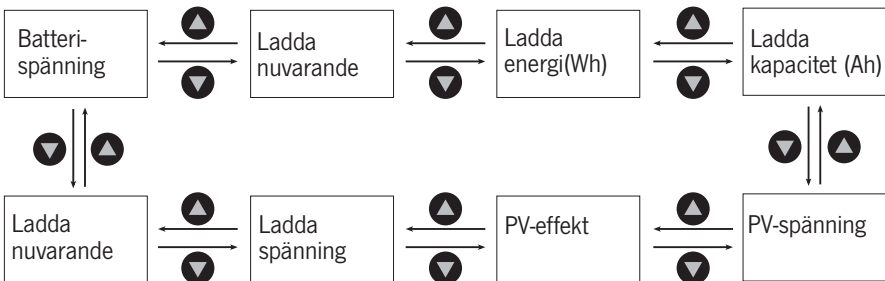 Batteri-
spänning
Ladda
nuvarande
Ladda
energi(Wh)
Ladda
kapacitet (Ah)
Ladda
nuvarande
Ladda
spänning
PV-effekt
PV-spänning